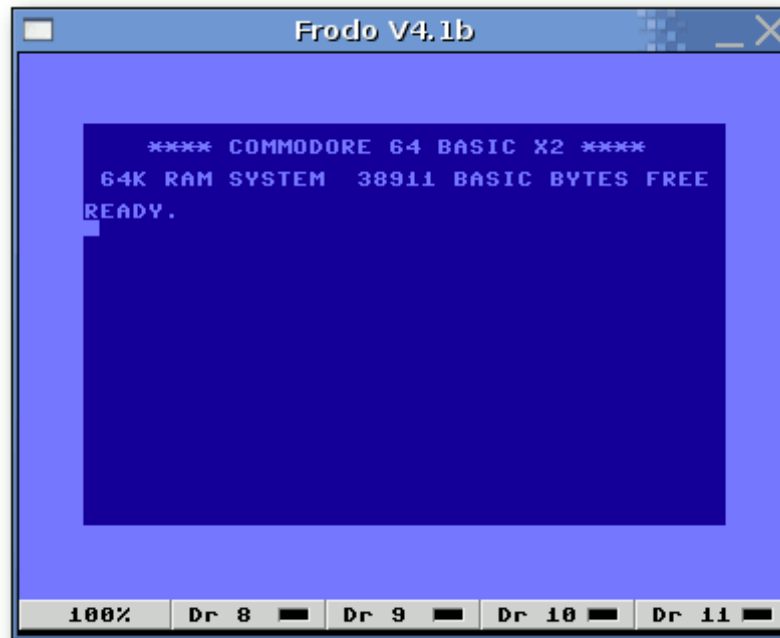 Frodo V4.1b
**** COMMODORE 64 BASIC X2 ****
64K RAM SYSTEM  38911 BASIC BYTES FREE
READY.
100% Dr 8 Dr 9 Dr 10 Dr 11